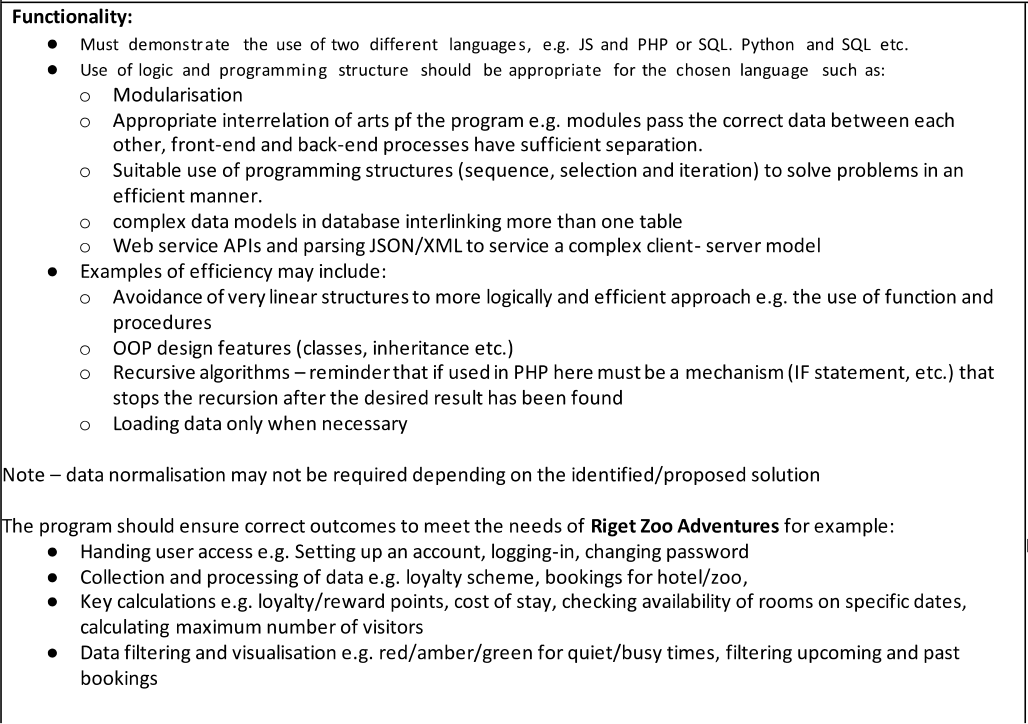 Functionality:
● Must demonstrate the use of two different languages, e.g. JS and PHP or SQL. Python and SQL etc.
● Use of logic and programming structure should be appropriate for the chosen language such as:
o Modularisation
o Appropriate interrelation of arts pf the program e.g. modules pass the correct data between each
other, front-end and back-end processes have sufficient separation.
o Suitable use of programming structures (sequence, selection and iteration) to solve problems in an
efficient manner.
o complex data models in database interlinking more than one table
o Web service APIs and parsing JSON/XML to service a complex client- server model
● Examples of efficiency may include:
o Avoidance of very linear structures to more logically and efficient approach e.g. the use of function and
procedures
o OOP design features (classes, inheritance etc.)
o Recursive algorithms – reminder that if used in PHP here must be a mechanism (IF statement, etc.) that
stops the recursion after the desired result has been found
o Loading data only when necessary
Note – data normalisation may not be required depending on the identified/proposed solution
The program should ensure correct outcomes to meet the needs of Riget Zoo Adventures for example:
● Handing user access e.g. Setting up an account, logging-in, changing password
● Collection and processing of data e.g. loyalty scheme, bookings for hotel/zoo,
● Key calculations e.g. loyalty/reward points, cost of stay, checking availability of rooms on specific dates,
calculating maximum number of visitors
● Data filtering and visualisation e.g. red/amber/green for quiet/busy times, filtering upcoming and past
bookings